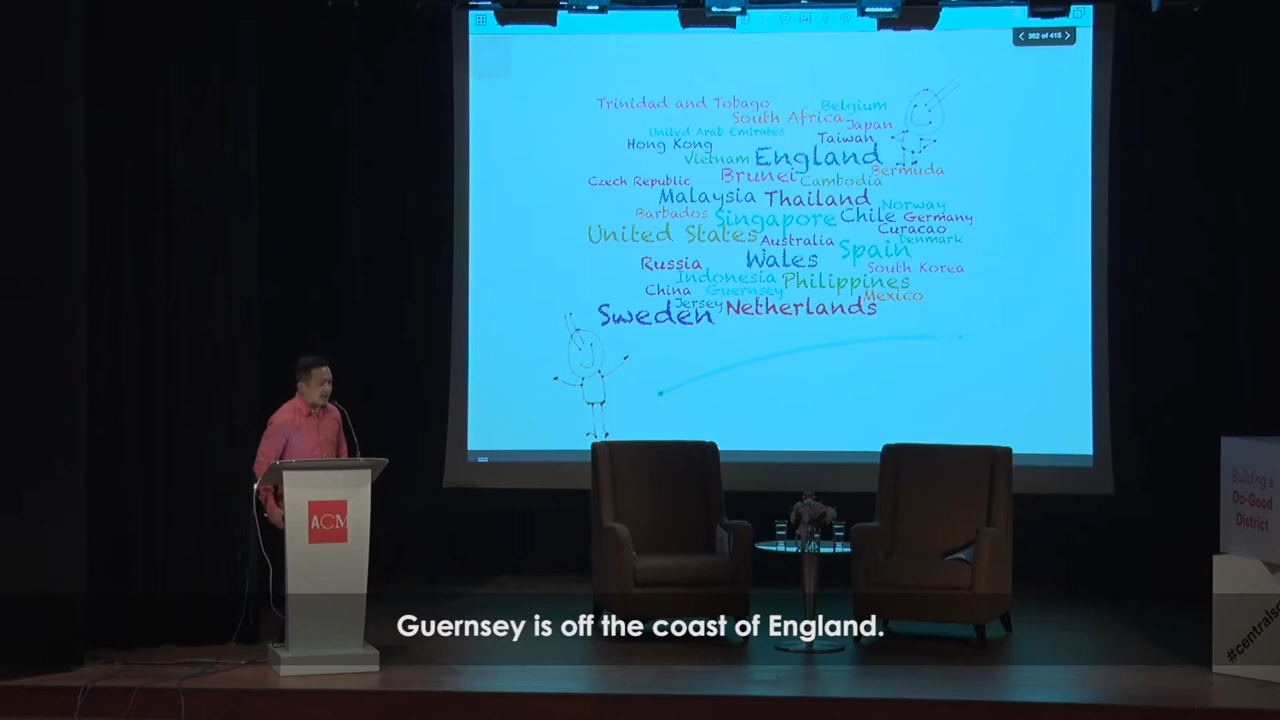 362 of 415
Trinidad and Tobago
Belgium
South Africa
Japan
United Arab Emirates
Taiwan
Hong Kong
Vietnam
England
Bermuda
Czech Republic
Brunei
Cambodia
Malaysia
Thailand
Norway
Barbados
Singapore
Chile
Germany
United States
Curacao
Australia
Denmark
Spain
Wales
Russia
South Korea
Indonesia
Philippines
China
Guernsey
Mexico
Jersey
Netherlands
Sweden
ACM
Building a
Do-Good
District
#centrals
Guernsey is off the coast of England.